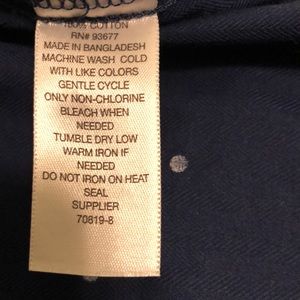 100% COTTON
RN# 93677
MADE IN BANGLADESH
MACHINE WASH COLD
WITH LIKE COLORS
GENTLE CYCLE
ONLY NON-CHLORINE
BLEACH WHEN
NEEDED
TUMBLE DRY LOW
WARM IRON IF
NEEDED
DO NOT IRON ON HEAT
SEAL
SUPPLIER
70819-8